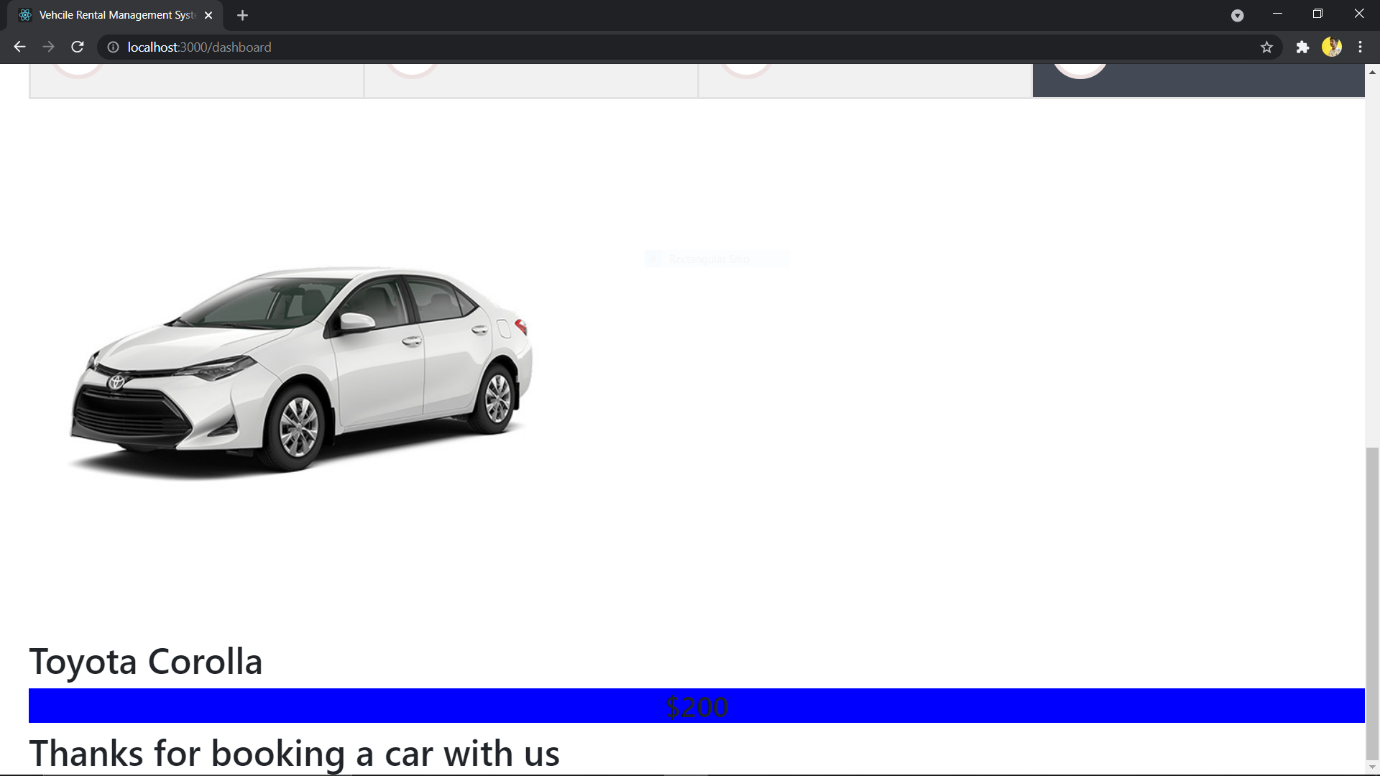 Vehcile Rental Management Syst
localhost:3000/dashboard
Toyota Corolla
$200
Thanks for booking a car with us